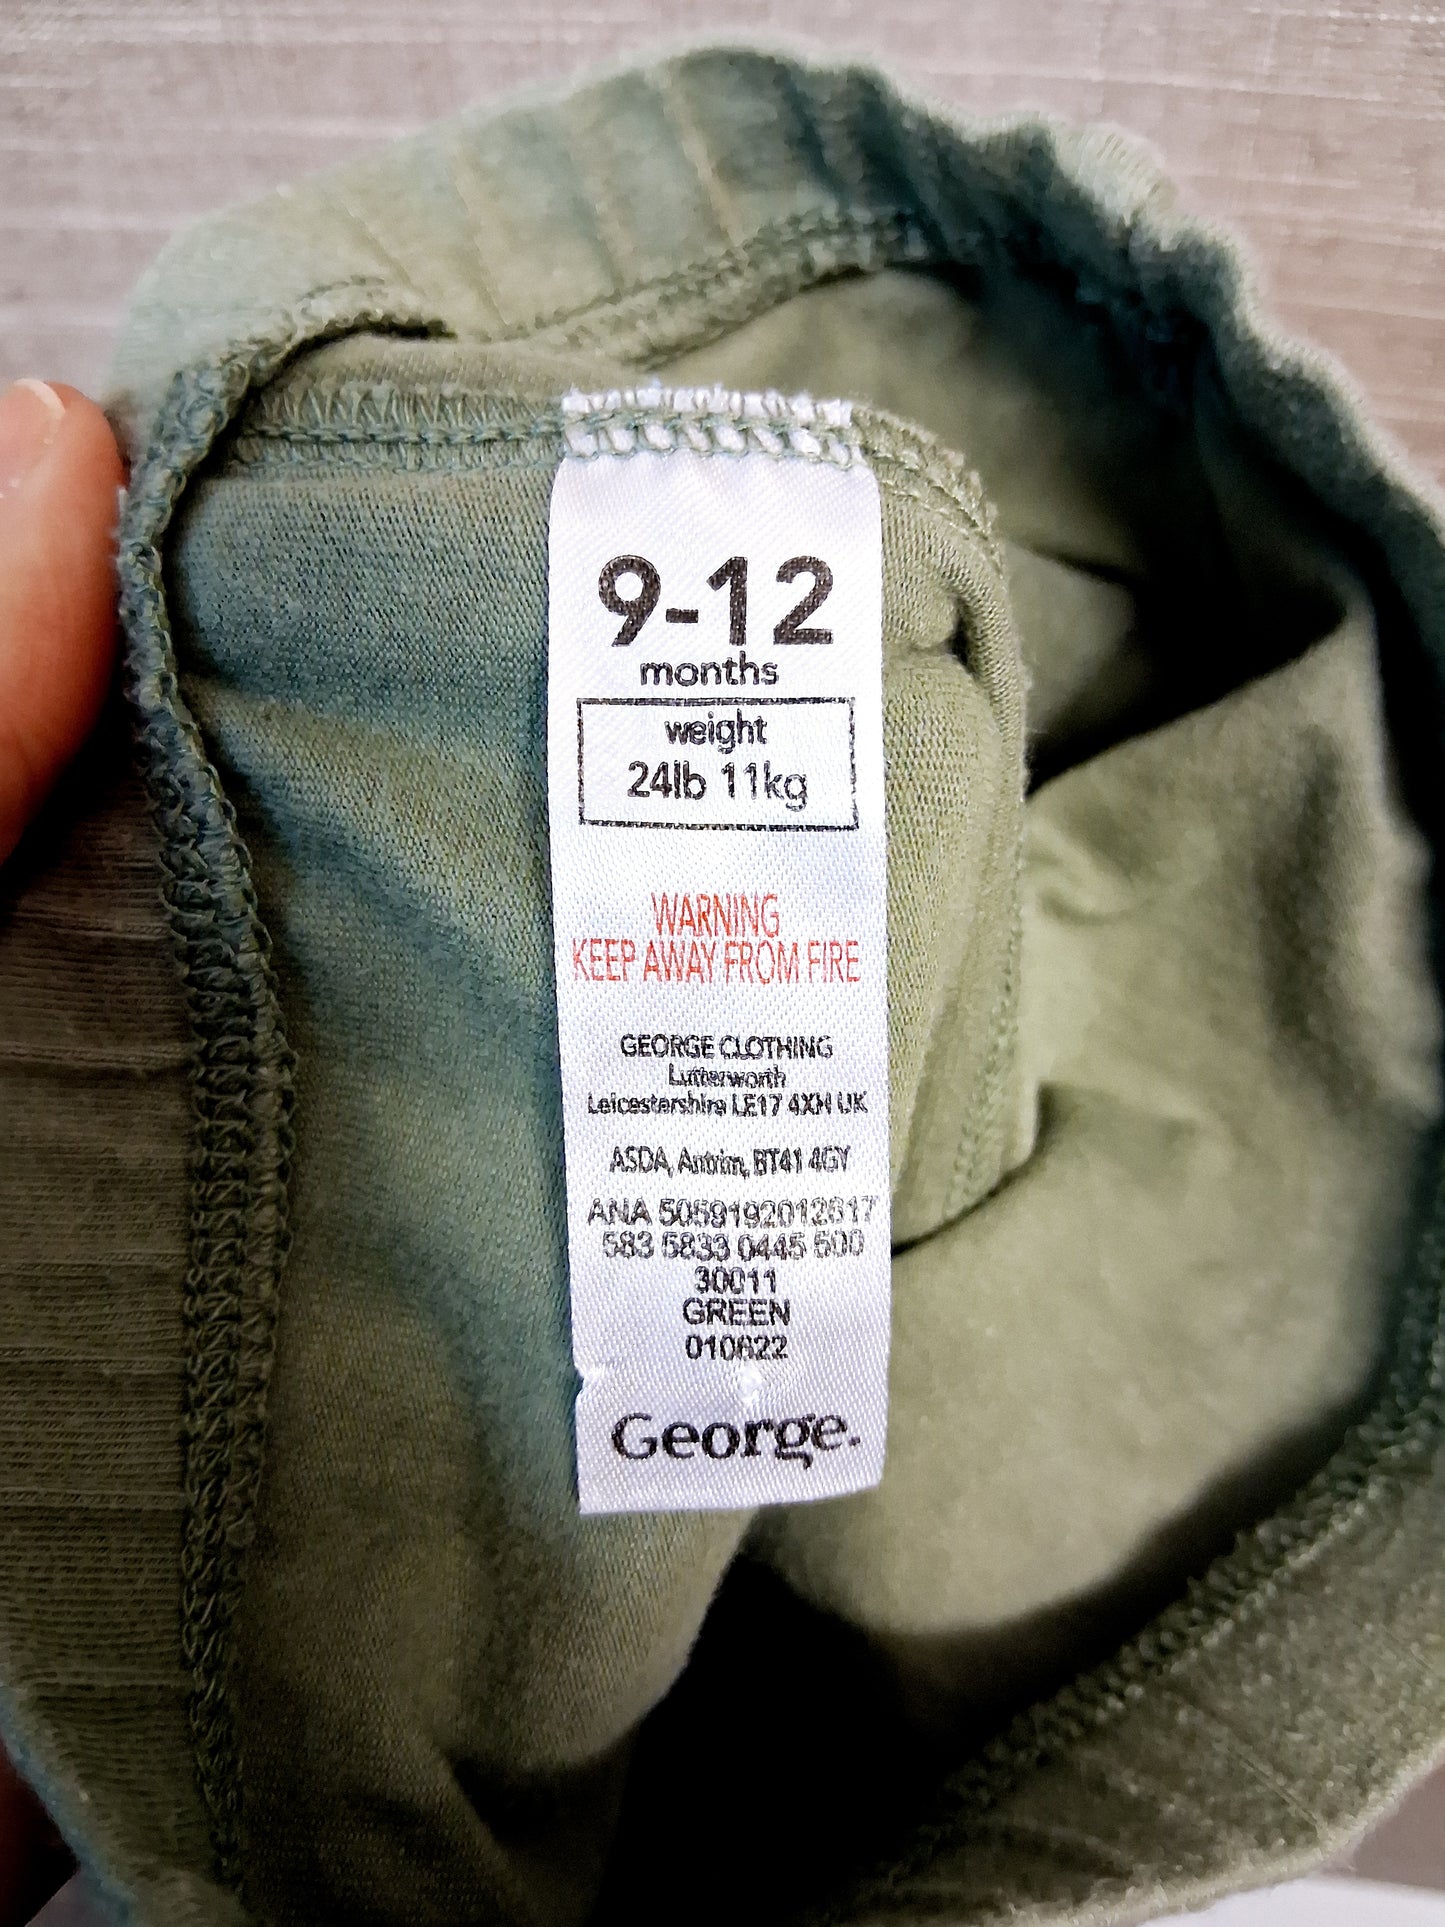 9-12
months
weight
24lb 11kg
WARNING
KEEP AWAY FROM FIRE
GEORGE CLOTHING
Lutterworth
Leicestershire LE17 4XH UK
ASDA, Antrim, BT41 4GY
ANA 5059192012617
583 5833 0445 500
30011
GREEN
010622
George.